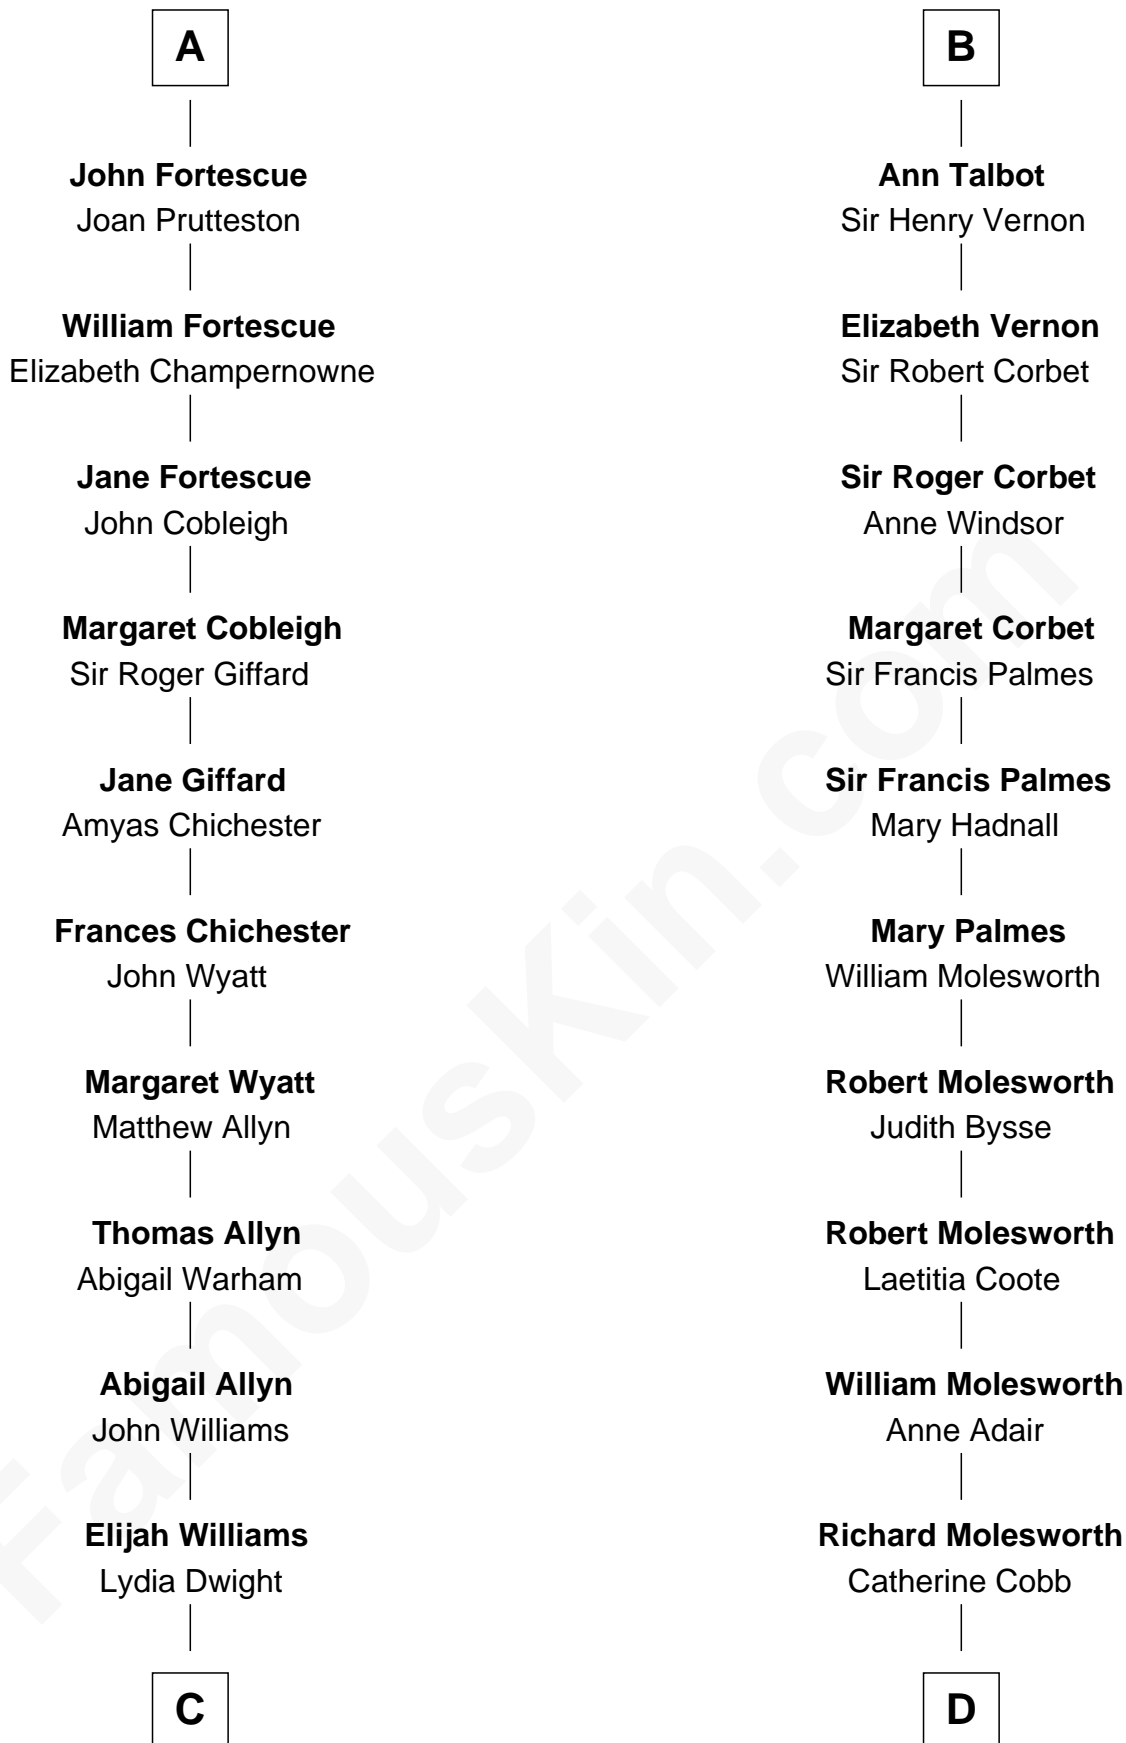 A
John Fortescue
Joan Prutteston
William Fortescue
Elizabeth Champernowne
Jane Fortescue
John Cobleigh
Margaret Cobleigh
Sir Roger Giffard
Jane Giffard
Amyas Chichester
Frances Chichester
John Wyatt
Margaret Wyatt
Matthew Allyn
Thomas Allyn
Abigail Warham
Abigail Allyn
John Williams
Elijah Williams
Lydia Dwight
C
B
Ann Talbot
Sir Henry Vernon
Elizabeth Vernon
Sir Robert Corbet
Sir Roger Corbet
Anne Windsor
Margaret Corbet
Sir Francis Palmes
Sir Francis Palmes
Mary Hadnall
Mary Palmes
William Molesworth
Robert Molesworth
Judith Bysse
Robert Molesworth
Laetitia Coote
William Molesworth
Anne Adair
Richard Molesworth
Catherine Cobb
D
FamousKin.com